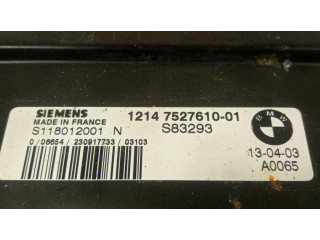 SIEMENS
MADE IN FRANCE
1214 7527610-01
S118012001 N
S83293
0 / 06654 / 230917733 / 03103
BMW
13-04-03
A0065